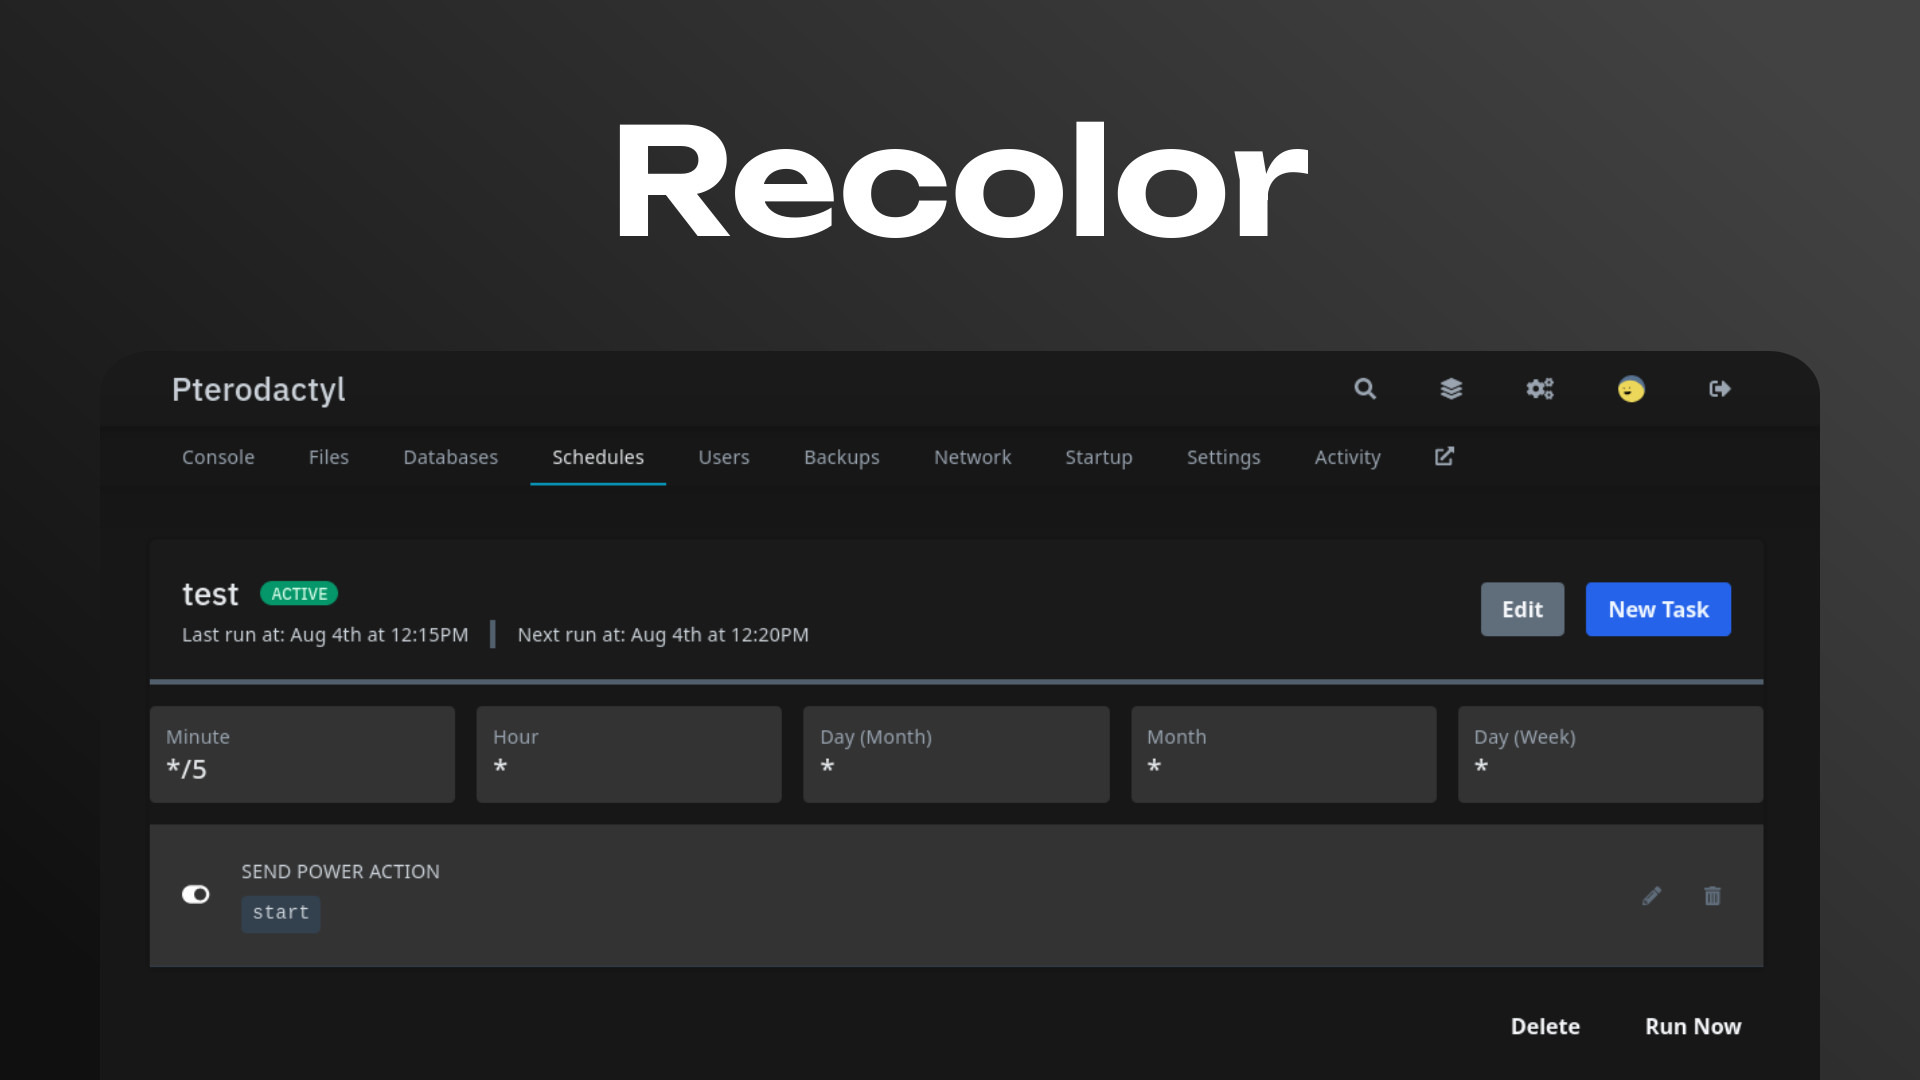 Recolor
Pterodactyl
Console Files Databases Schedules Users Backups Network Startup Settings Activity
test ACTIVE
Last run at: Aug 4th at 12:15PM Next run at: Aug 4th at 12:20PM
Edit New Task
Minute Hour Day (Month) Month Day (Week)
*/5 * * * *
SEND POWER ACTION
start
Delete Run Now